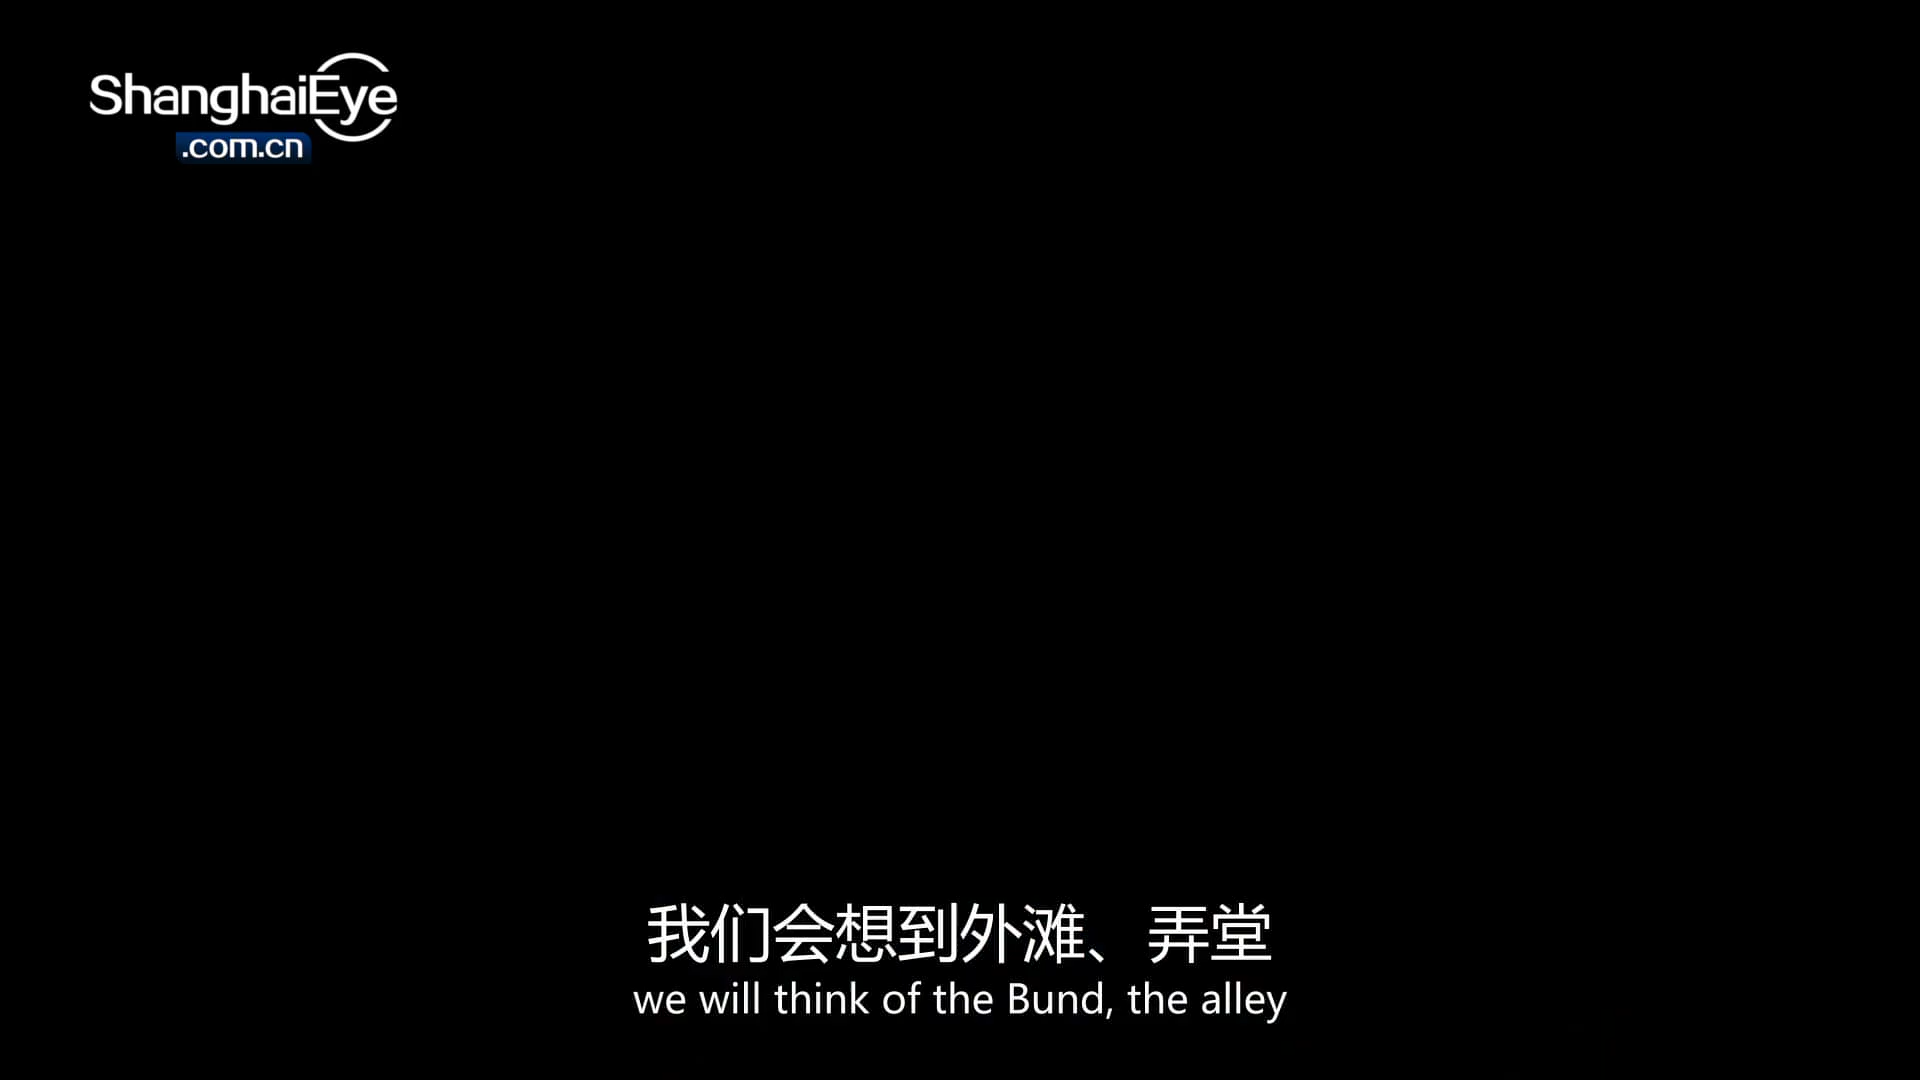 ShanghaiEye
.com.cn
我们会想到外滩、弄堂
we will think of the Bund, the alley